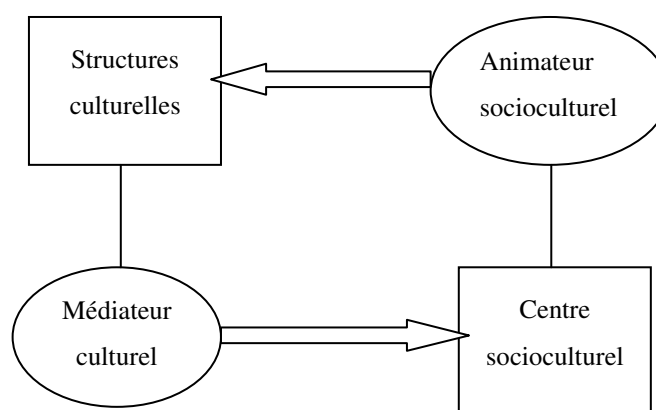 Structures
culturelles
Animateur
socioculturel
Médiateur
culturel
Centre
socioculturel